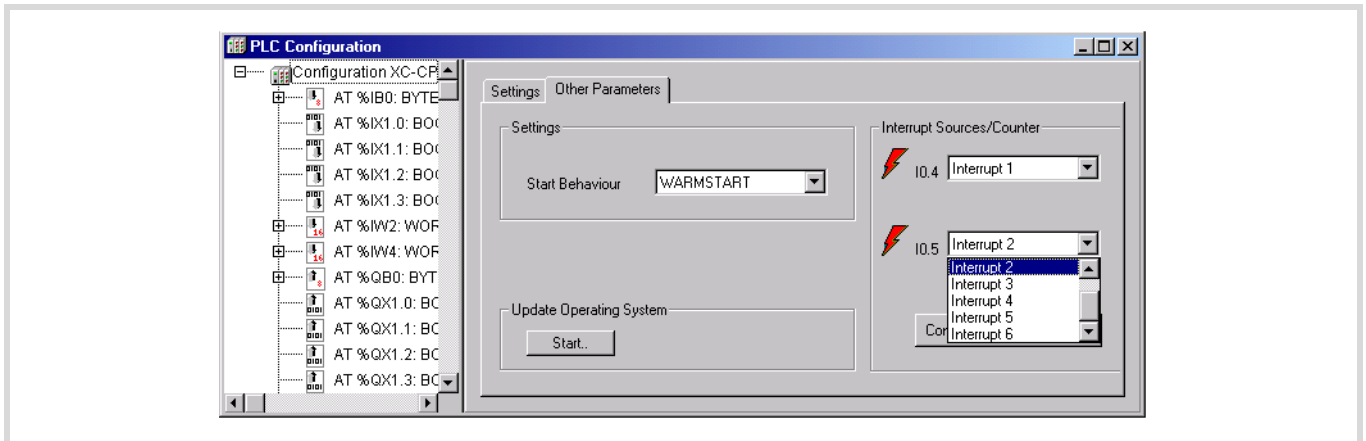 PLC Configuration
Configuration XC-CP
AT %IB0: BYTE
AT %IX1.0: BO
AT %IX1.1: BO
AT %IX1.2: BO
AT %IX1.3: BO
AT %IW2: WOR
AT %IW4: WOR
AT %QB0: BYT
AT %QX1.0: BC
AT %QX1.1: BC
AT %QX1.2: BC
AT %QX1.3: BC
Settings Other Parameters
Settings
Start Behaviour WARMSTART
Update Operating System
Start..
Interrupt Sources/Counter
I0.4 Interrupt 1
I0.5 Interrupt 2
Interrupt 2
Interrupt 3
Interrupt 4
Interrupt 5
Interrupt 6
Cor